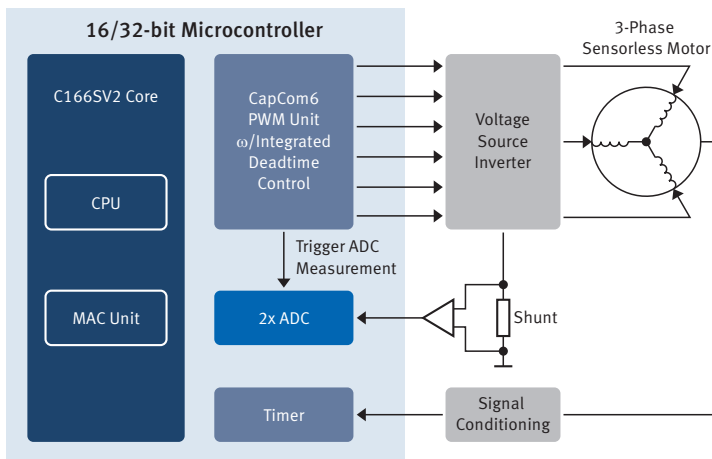 16/32-bit Microcontroller
3-Phase
Sensorless Motor
C166SV2 Core
CPU
MAC Unit
CapCom6
PWM Unit
ω/Integrated
Deadtime
Control
Voltage
Source
Inverter
Trigger ADC
Measurement
2x ADC
Shunt
Timer
Signal
Conditioning